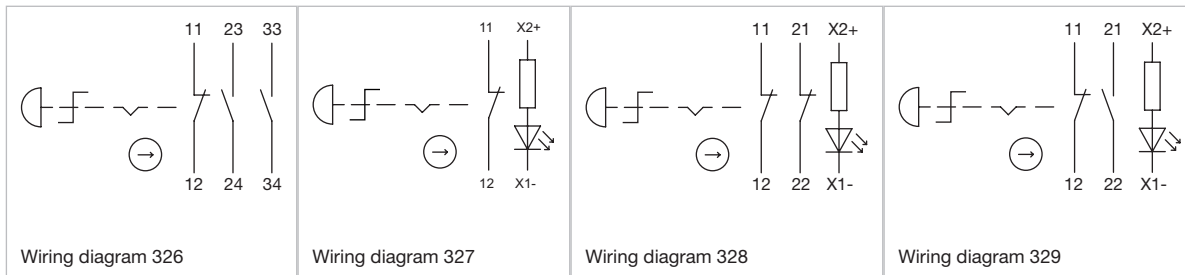 11 23 33
12 24 34
Wiring diagram 326
11 X2+
12 X1-
Wiring diagram 327
11 21 X2+
12 22 X1-
Wiring diagram 328
11 21 X2+
12 22 X1-
Wiring diagram 329